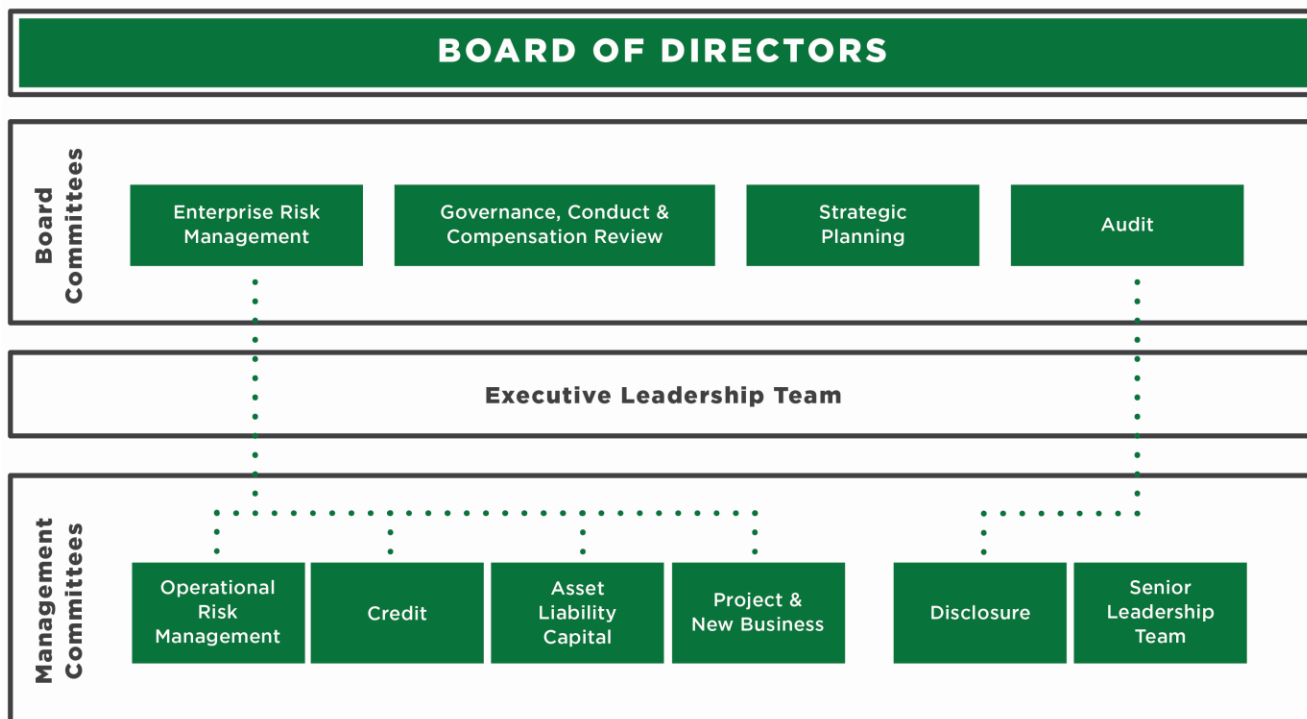 BOARD OF DIRECTORS
Board
Committees
Enterprise Risk
Management
Governance, Conduct &
Compensation Review
Strategic
Planning
Audit
Executive Leadership Team
Management
Committees
Operational
Risk
Management
Credit
Asset
Liability
Capital
Project &
New Business
Disclosure
Senior
Leadership
Team